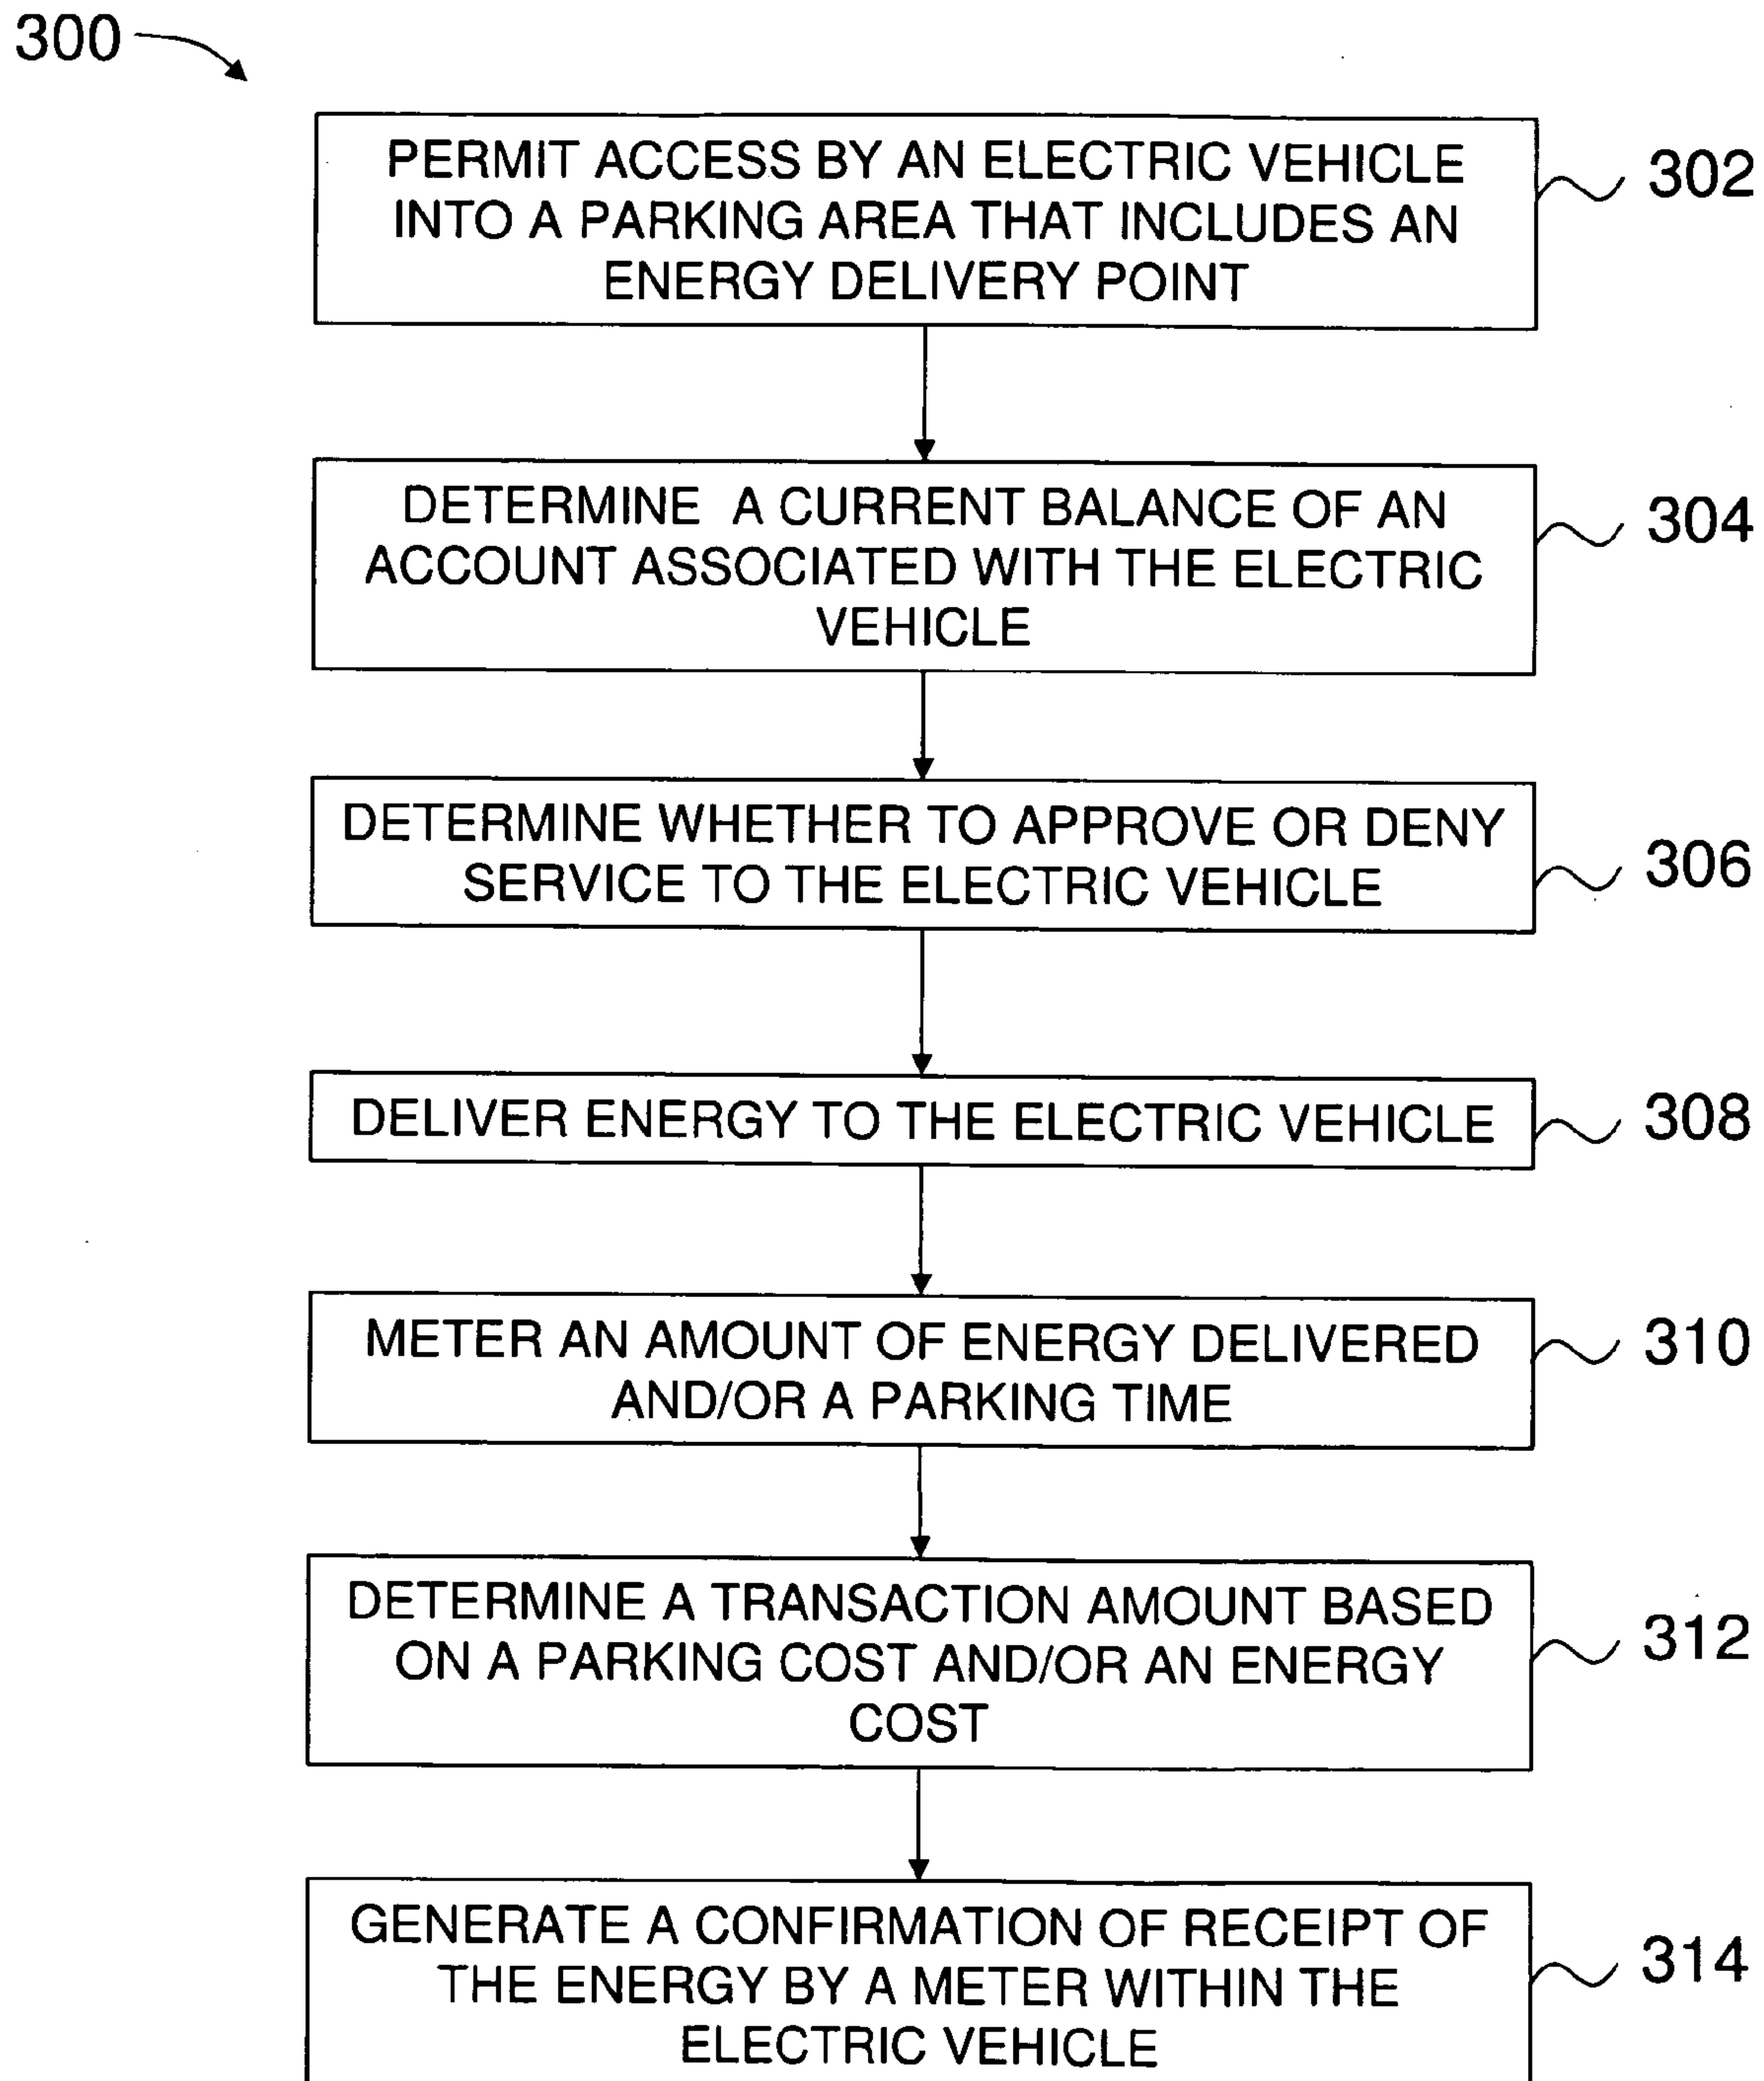 300
PERMIT ACCESS BY AN ELECTRIC VEHICLE
INTO A PARKING AREA THAT INCLUDES AN
ENERGY DELIVERY POINT
302
DETERMINE A CURRENT BALANCE OF AN
ACCOUNT ASSOCIATED WITH THE ELECTRIC
VEHICLE
304
DETERMINE WHETHER TO APPROVE OR DENY
SERVICE TO THE ELECTRIC VEHICLE
306
DELIVER ENERGY TO THE ELECTRIC VEHICLE
308
METER AN AMOUNT OF ENERGY DELIVERED
AND/OR A PARKING TIME
310
DETERMINE A TRANSACTION AMOUNT BASED
ON A PARKING COST AND/OR AN ENERGY
COST
312
GENERATE A CONFIRMATION OF RECEIPT OF
THE ENERGY BY A METER WITHIN THE
ELECTRIC VEHICLE
314